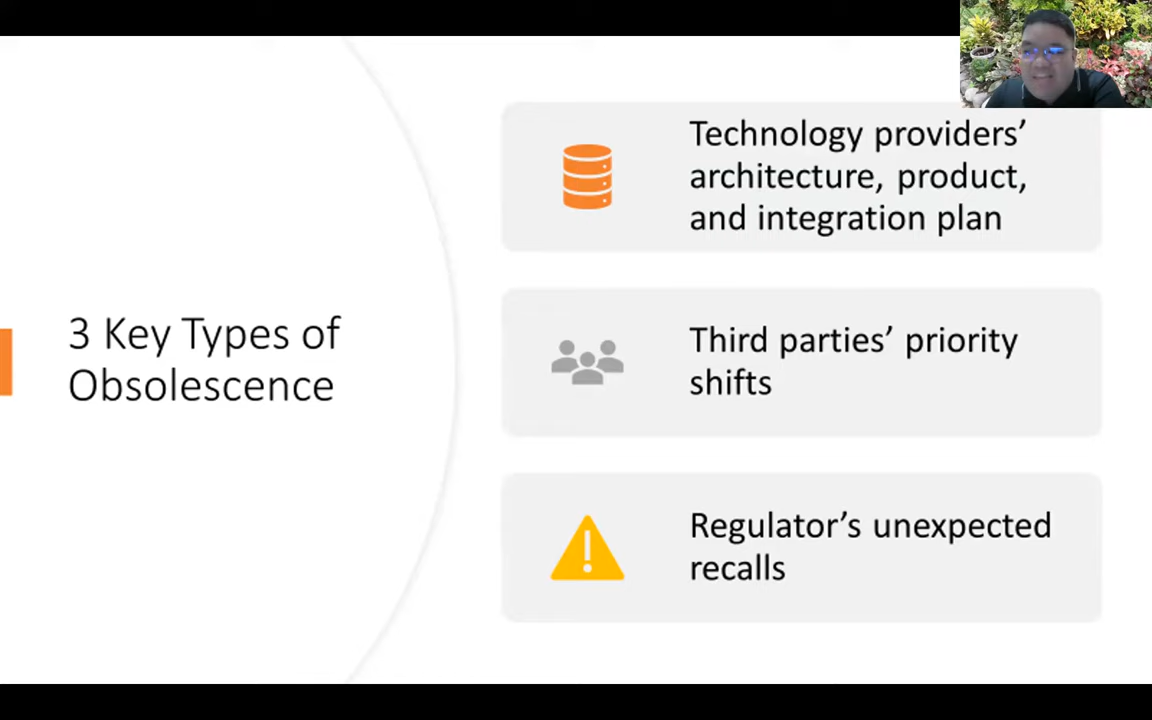 3 Key Types of
Obsolescence
Technology providers’
architecture, product,
and integration plan
Third parties’ priority
shifts
Regulator’s unexpected
recalls